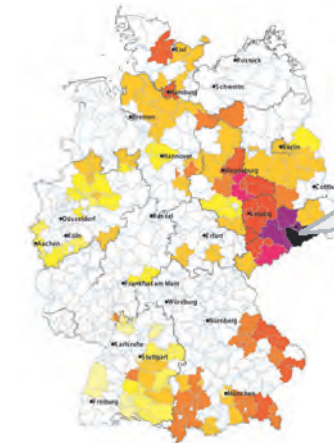 Kiel
Rostock
Hamburg
Schwerin
Bremen
Berlin
Hannover
Magdeburg
Cottbu
Düsseldorf
Kassel
Leipzig
Köln
Aachen
Erfurt
Frankfurt am Main
Würzburg
Nürnberg
Karlsruhe
Stuttgart
Freiburg
München